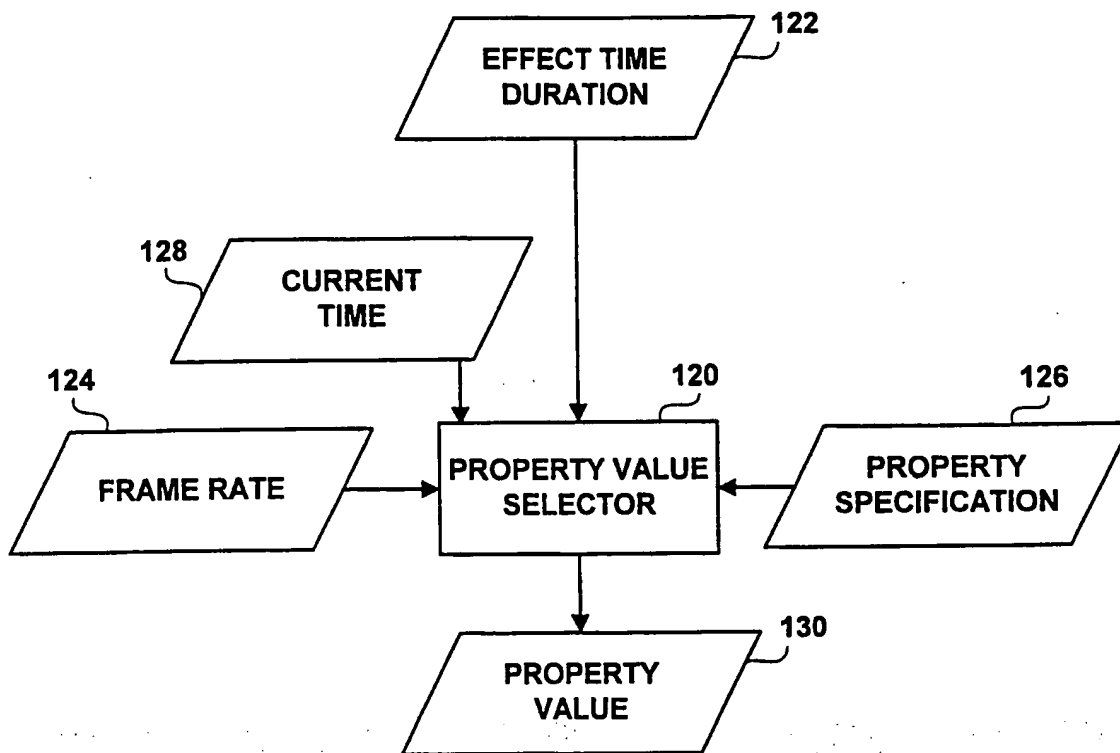 122
EFFECT TIME
DURATION
128
CURRENT
TIME
124
120
126
FRAME RATE
PROPERTY VALUE
SELECTOR
PROPERTY
SPECIFICATION
130
PROPERTY
VALUE